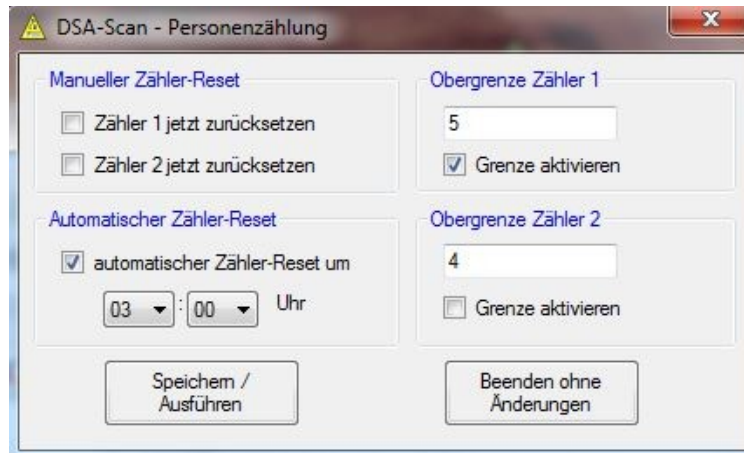 DSA-Scan - Personenzählung
Manueller Zähler-Reset
Zähler 1 jetzt zurücksetzen
Zähler 2 jetzt zurücksetzen
Obergrenze Zähler 1
5
Grenze aktivieren
Automatischer Zähler-Reset
automatischer Zähler-Reset um
03 : 00 Uhr
Obergrenze Zähler 2
4
Grenze aktivieren
Speichern /
Ausführen
Beenden ohne
Änderungen